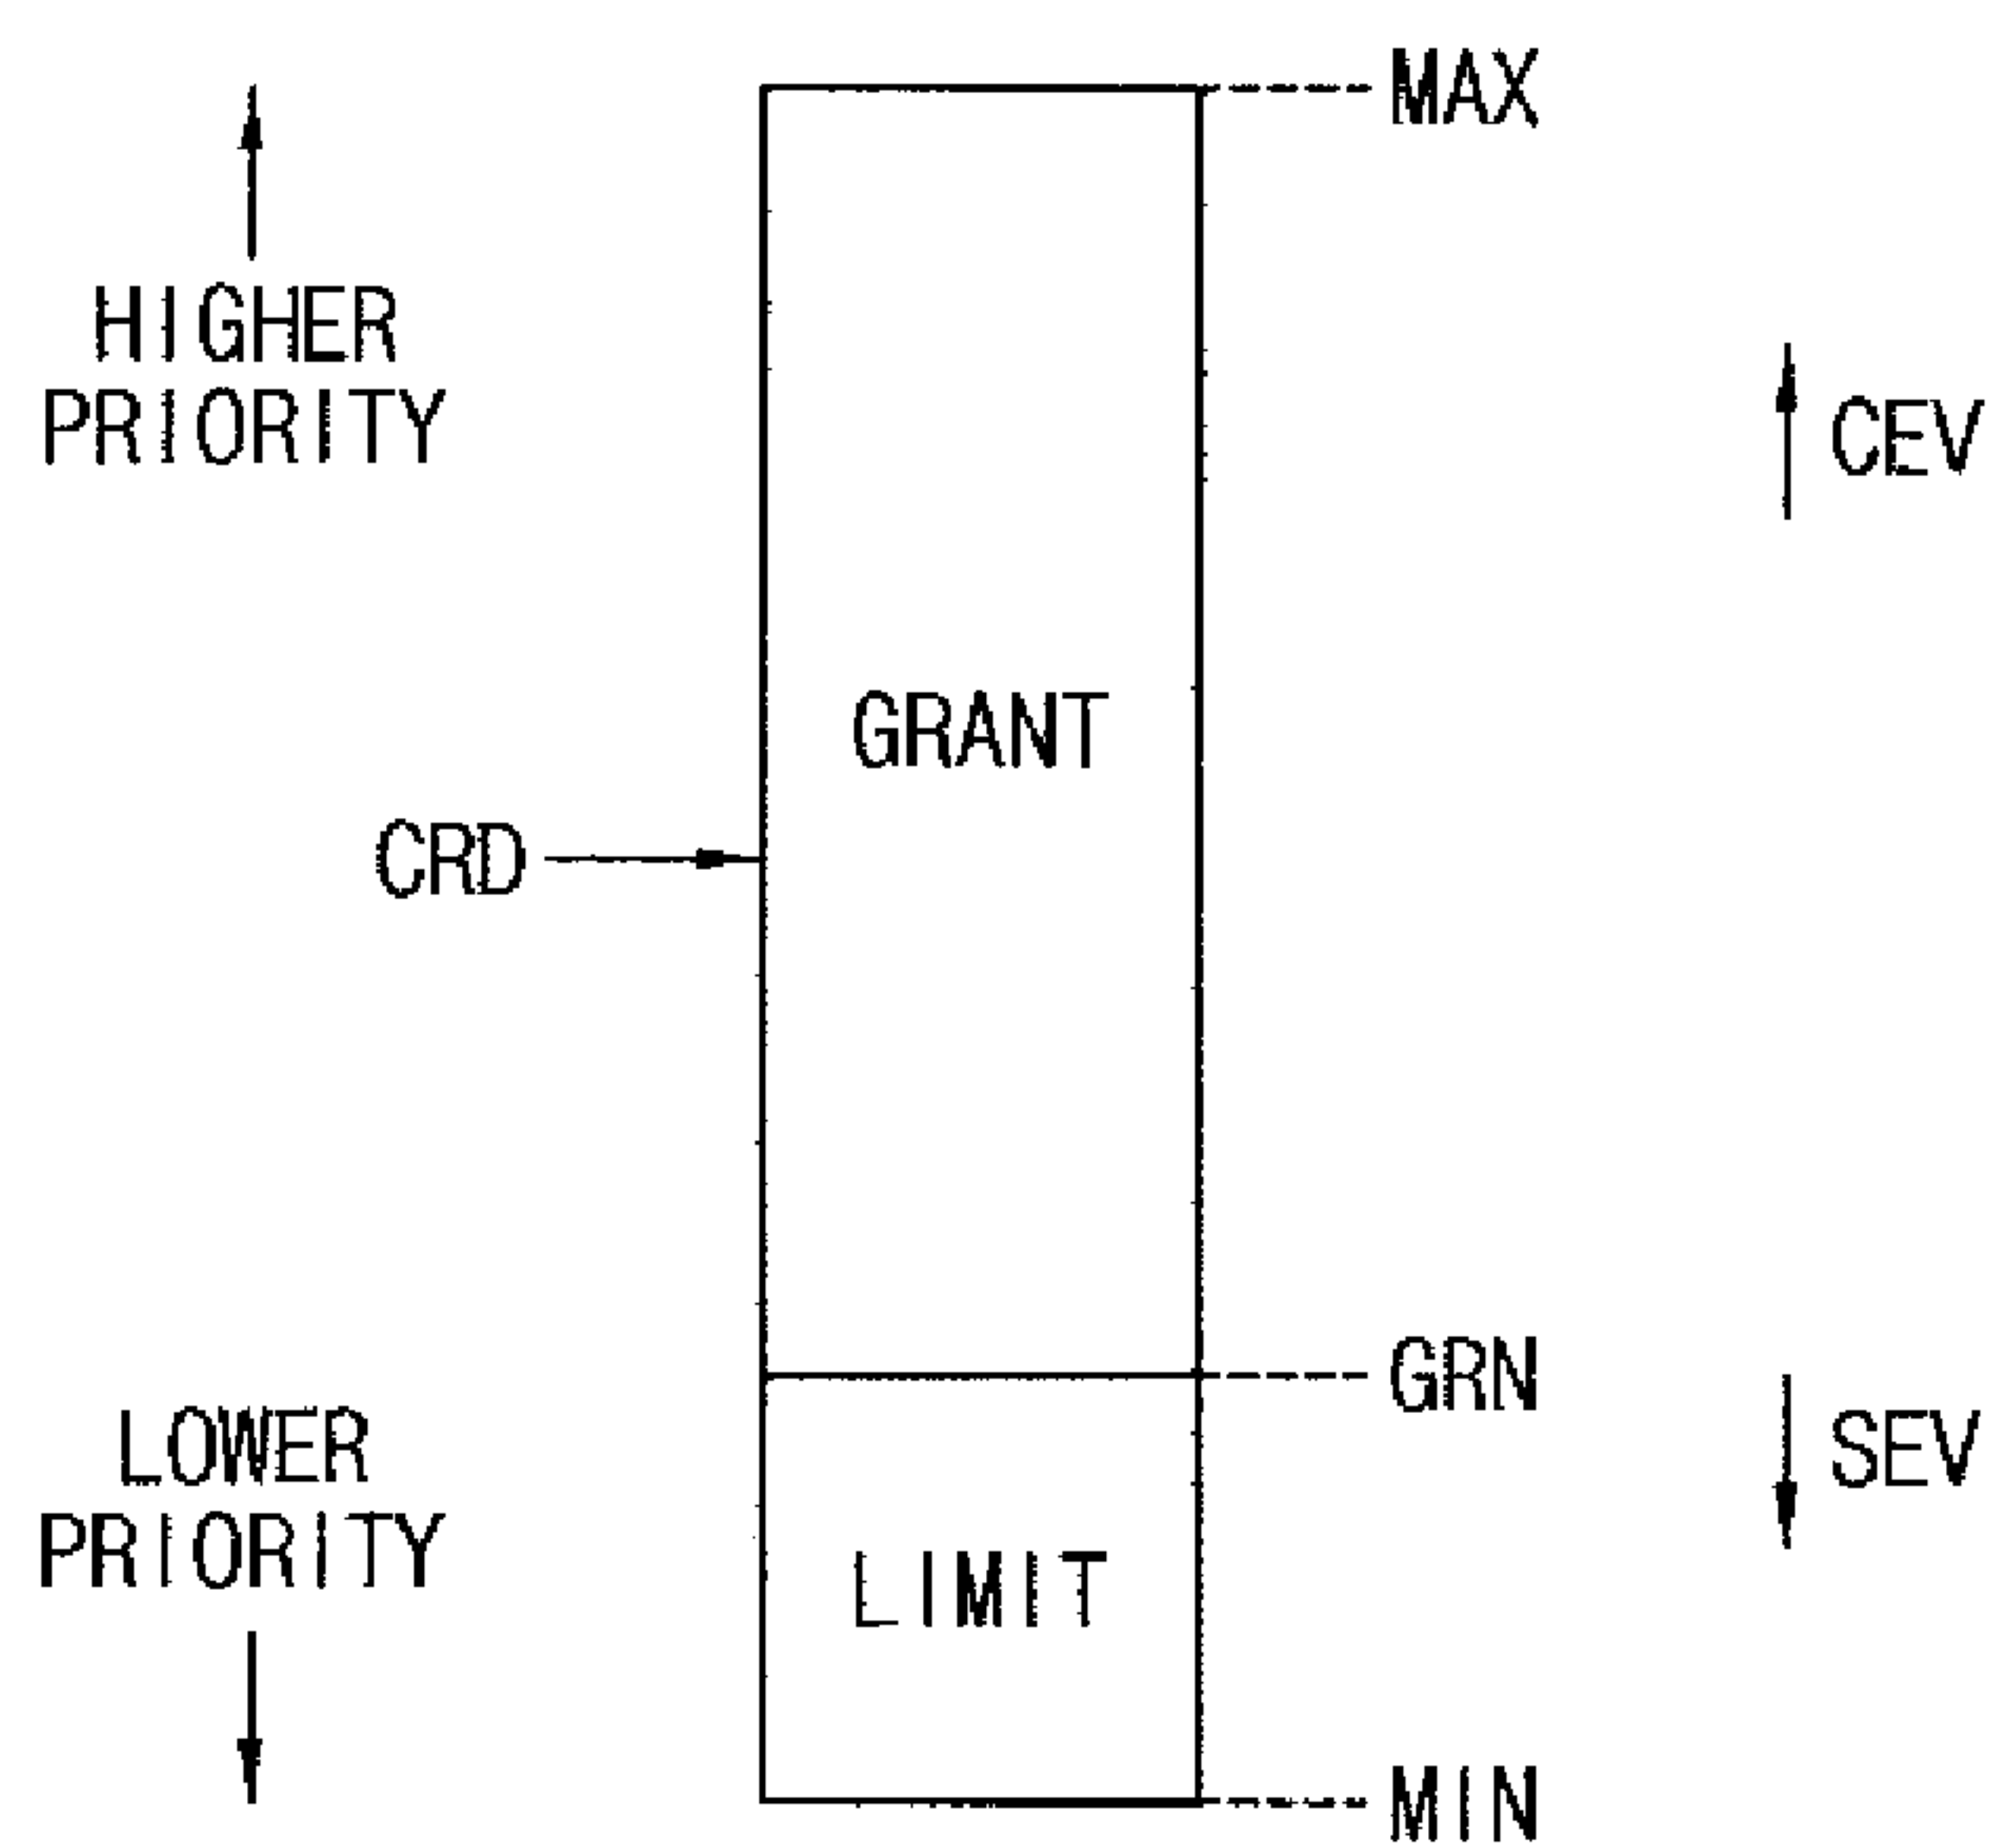 MAX
HIGHER
PRIORITY
CEV
GRANT
CRD
GRN
LOWER
PRIORITY
SEV
LIMIT
MIN